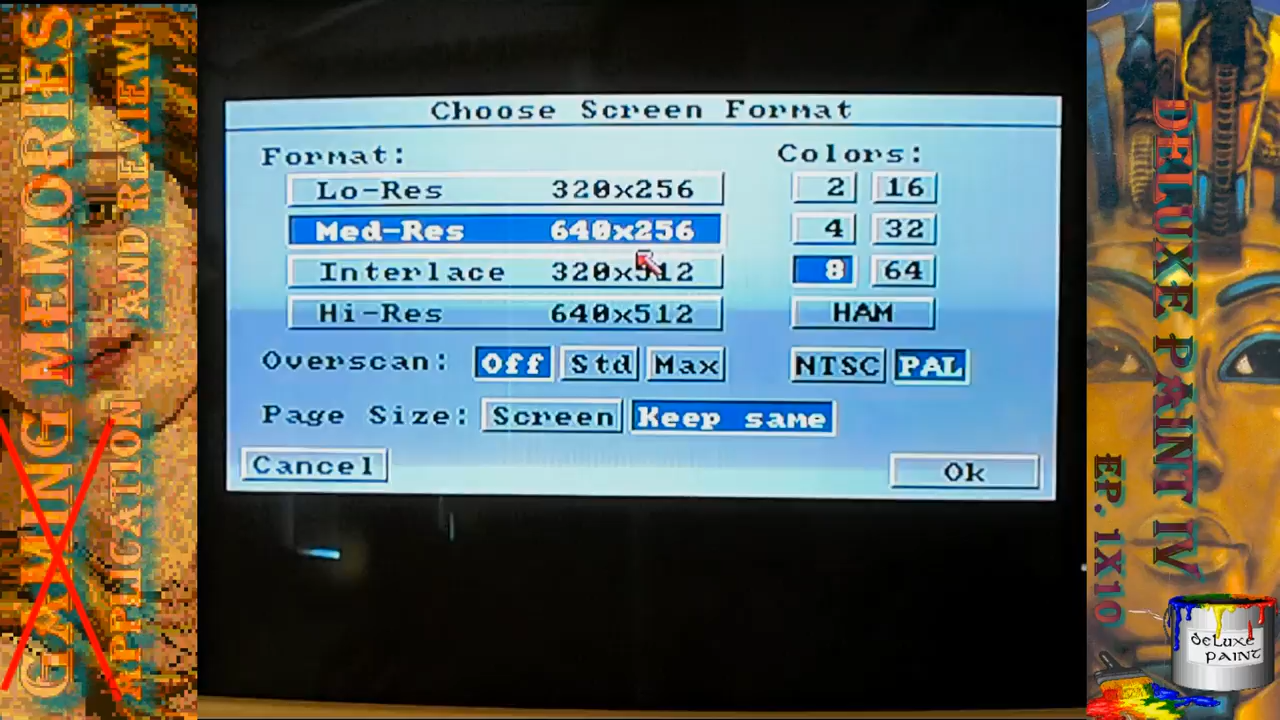 GAMING MEMORIES
APPLICATION AND REVIEW
Choose Screen Format
Format:
Colors:
Lo-Res 320x256
2 16
Med-Res 640x256
4 32
Interlace 320x512
8 64
Hi-Res 640x512
HAM
Overscan: Off Std Max
NTSC PAL
Page Size: Screen Keep same
Cancel
Ok
DELUXE PAINT IV
EP. 1X10
deLuxe
PAINT